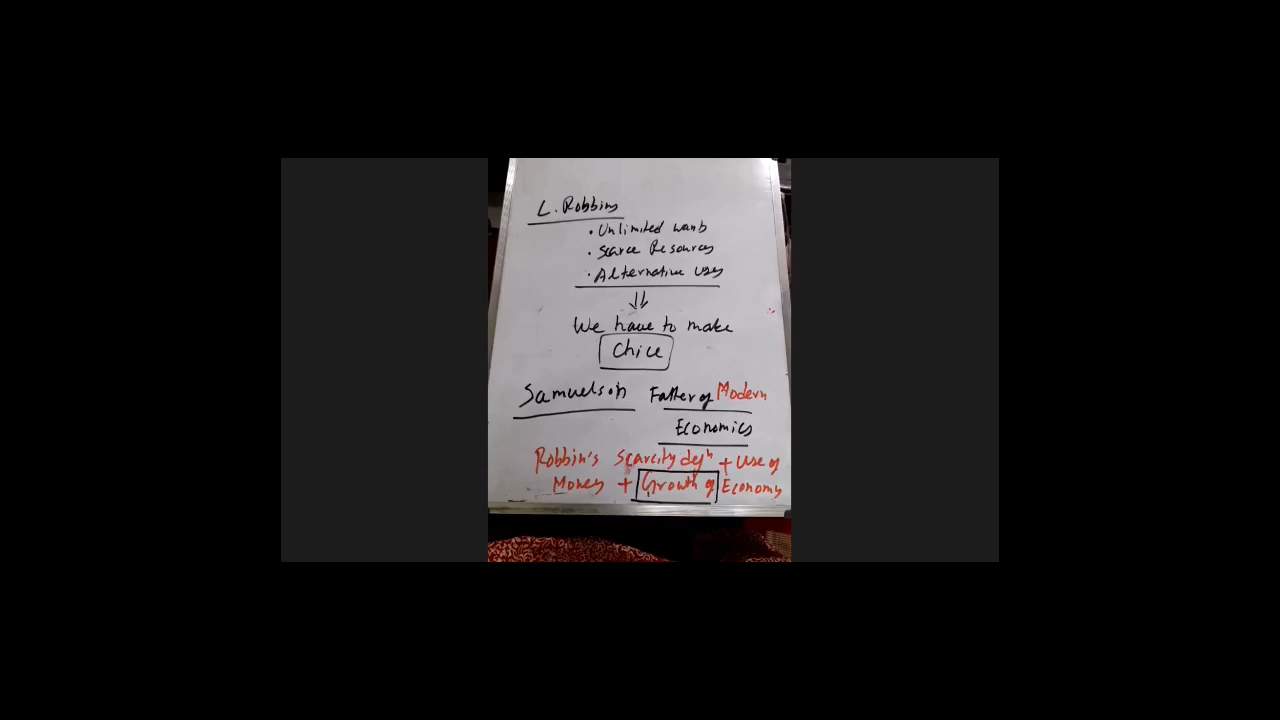 L. Robbins
• Unlimited wants
• Scarce Resources
• Alternative uses
⇓
We have to make
Chice
Samuelson Father of Modern
Economics
Robbin's Scarcity defn + Use of
Money + Growth of Economy